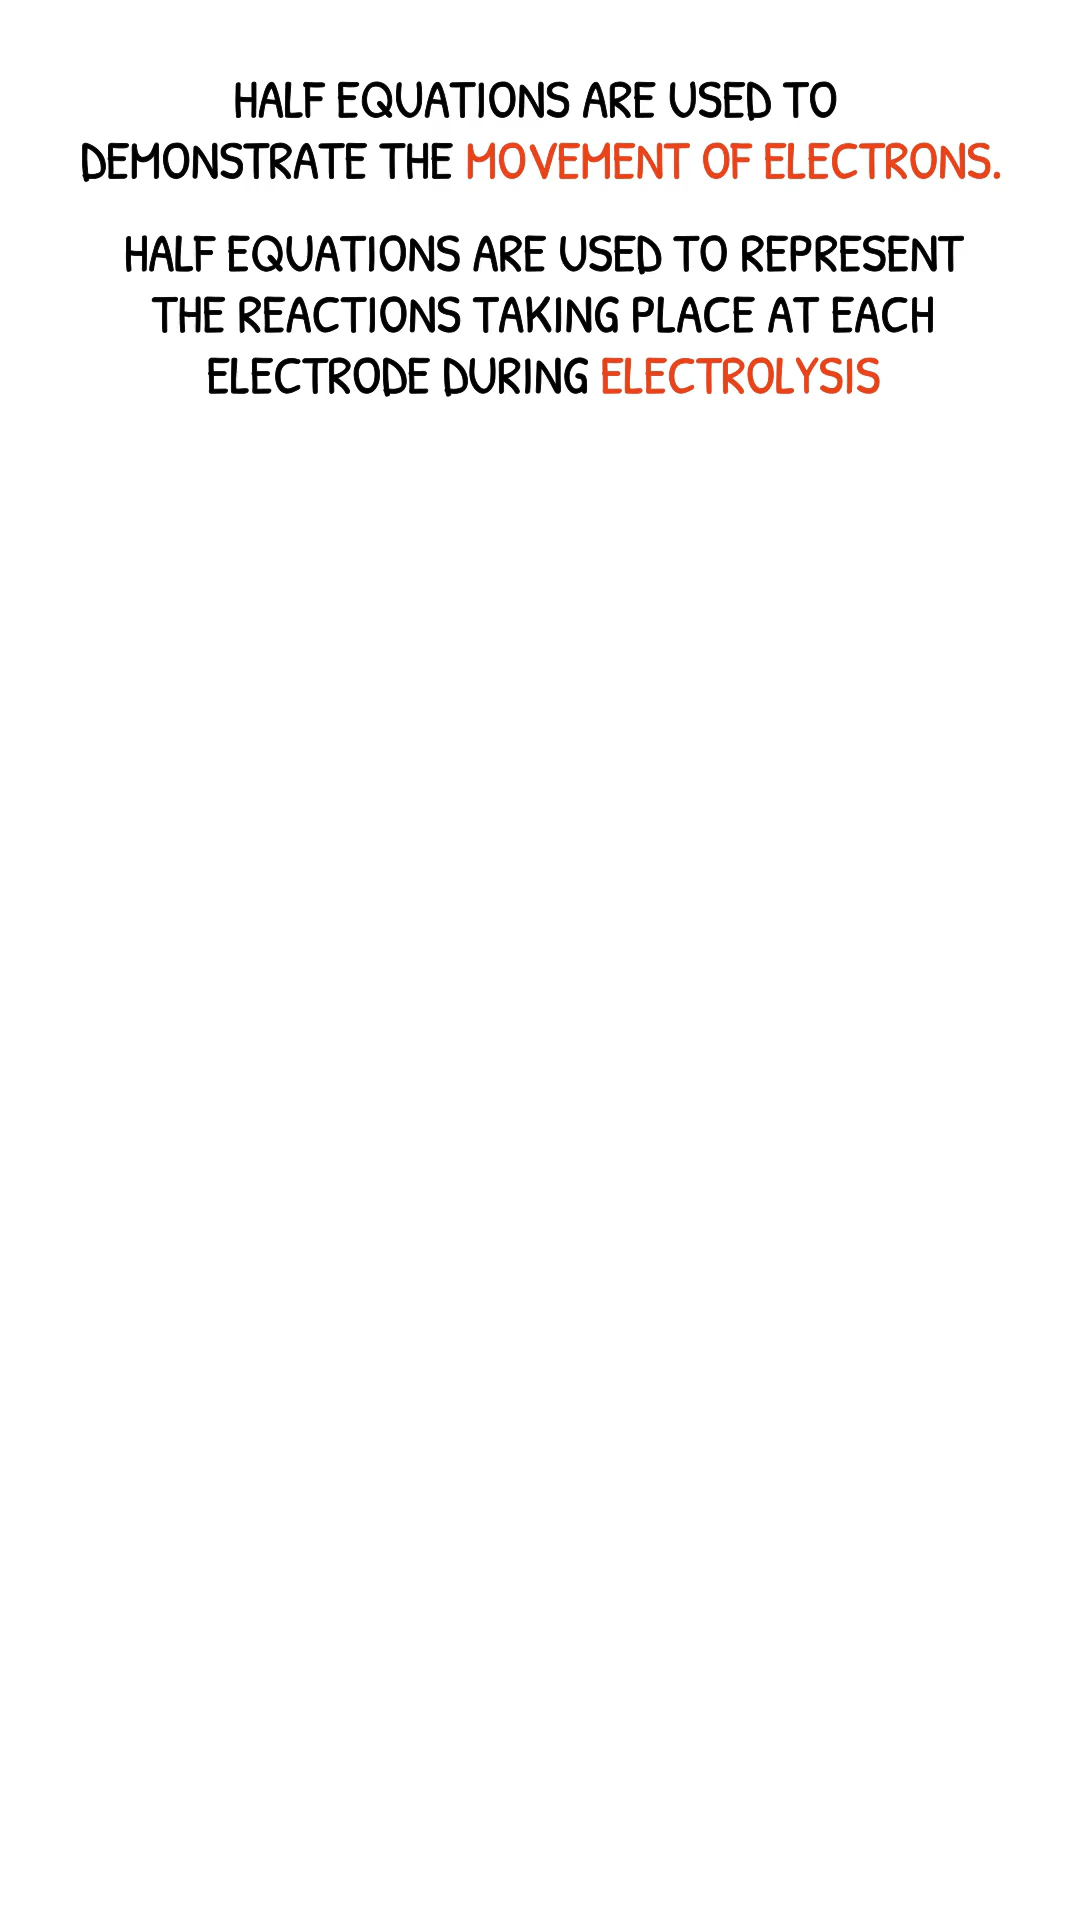 HALF EQUATIONS ARE USED TO
DEMONSTRATE THE MOVEMENT OF ELECTRONS.
HALF EQUATIONS ARE USED TO REPRESENT
THE REACTIONS TAKING PLACE AT EACH
ELECTRODE DURING ELECTROLYSIS